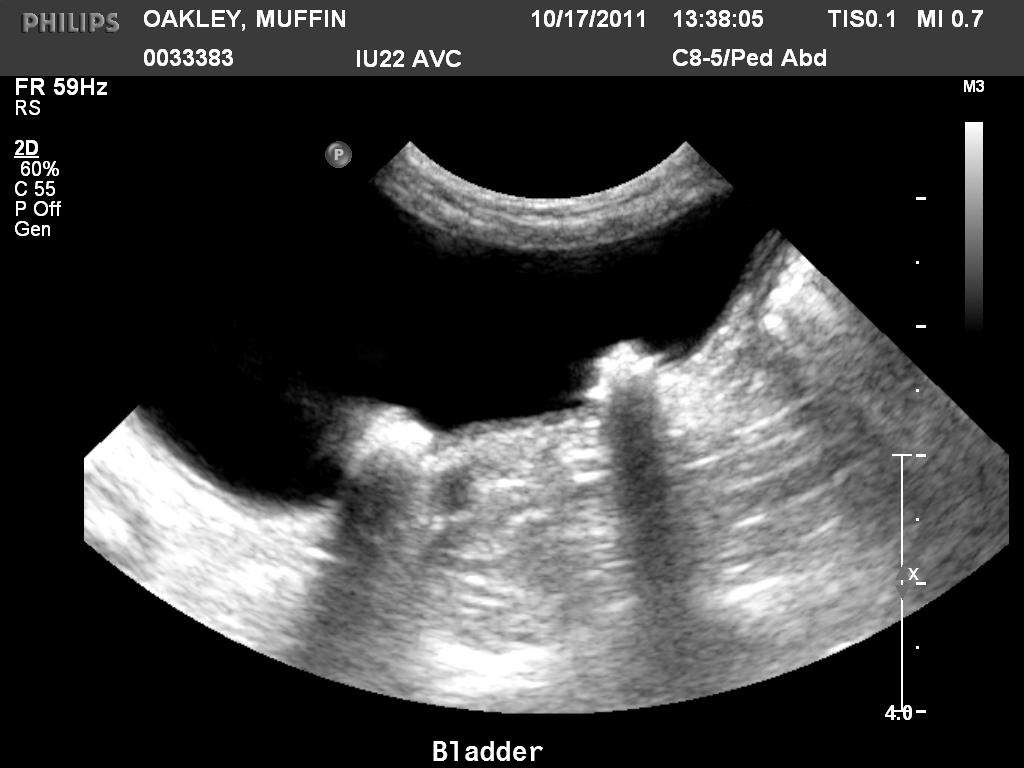 PHILIPS
OAKLEY, MUFFIN 10/17/2011 13:38:05 TIS0.1 MI 0.7
0033383 IU22 AVC C8-5/Ped Abd
FR 59Hz
RS
M3
2D
60%
C 55
P Off
Gen
P
X
4.0
Bladder